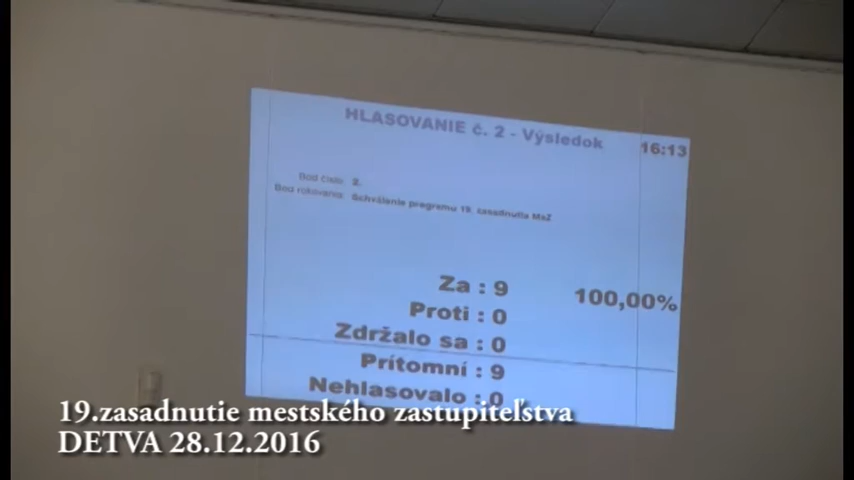 HLASOVANIE č. 2 - Výsledok 16:13
Bod číslo: 2.
Bod rokovania: Schválenie programu 19. zasadnutia MsZ
Za : 9 100,00%
Proti : 0
Zdržalo sa : 0
Prítomní : 9
Nehlasovalo : 0
19.zasadnutie mestského zastupiteľstva
DETVA 28.12.2016